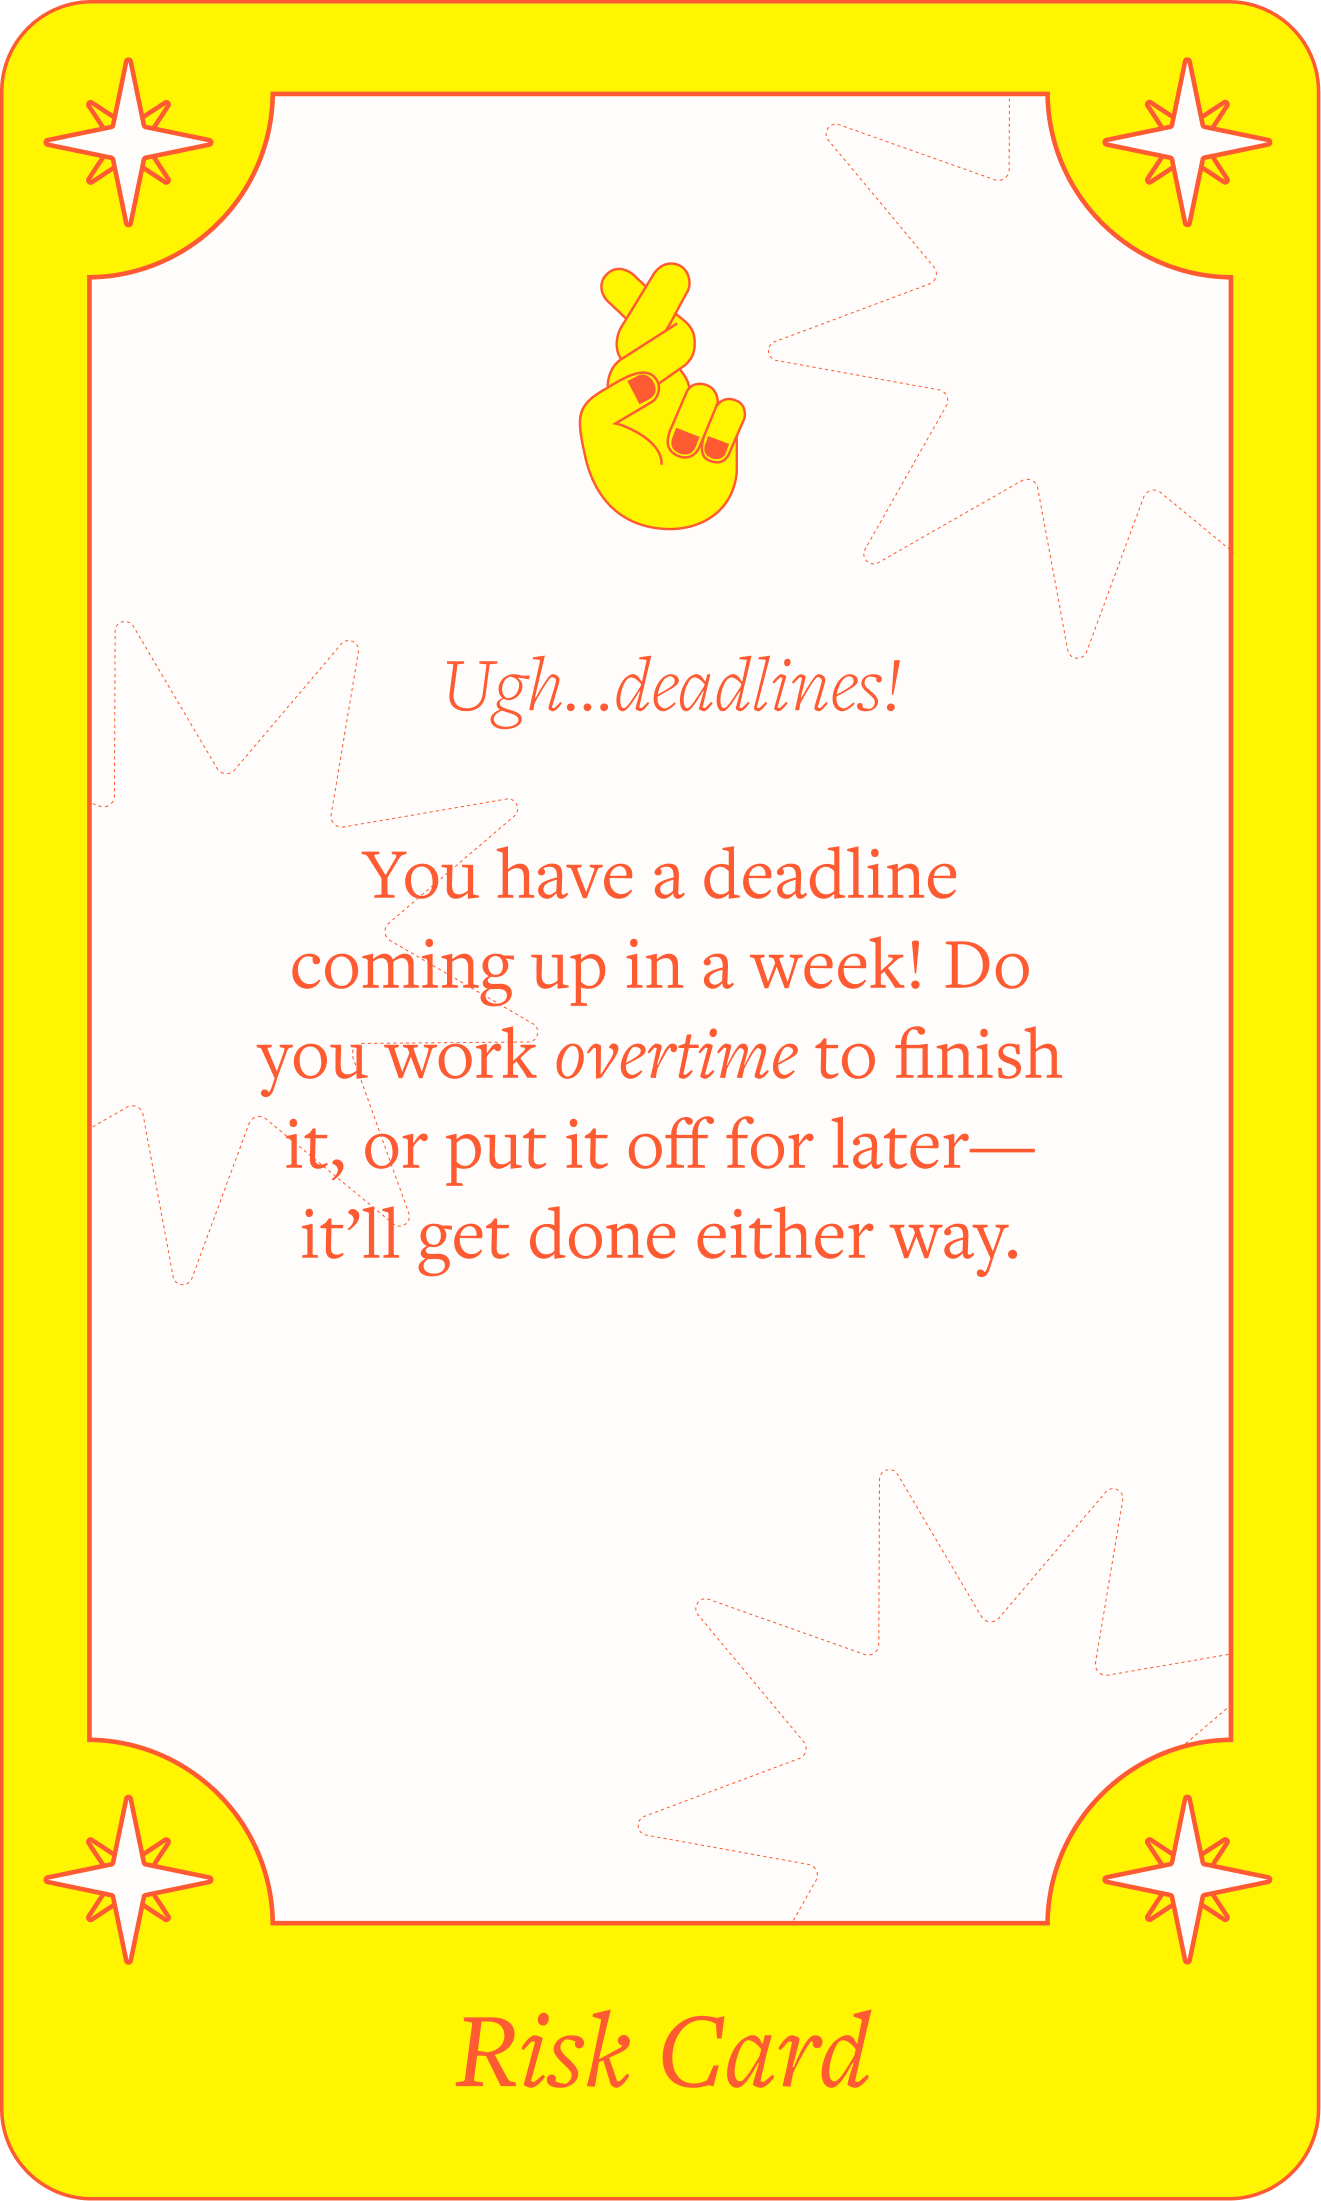 Ugh...deadlines!
You have a deadline
coming up in a week! Do
you work overtime to finish
it, or put it off for later—
it’ll get done either way.
Risk Card